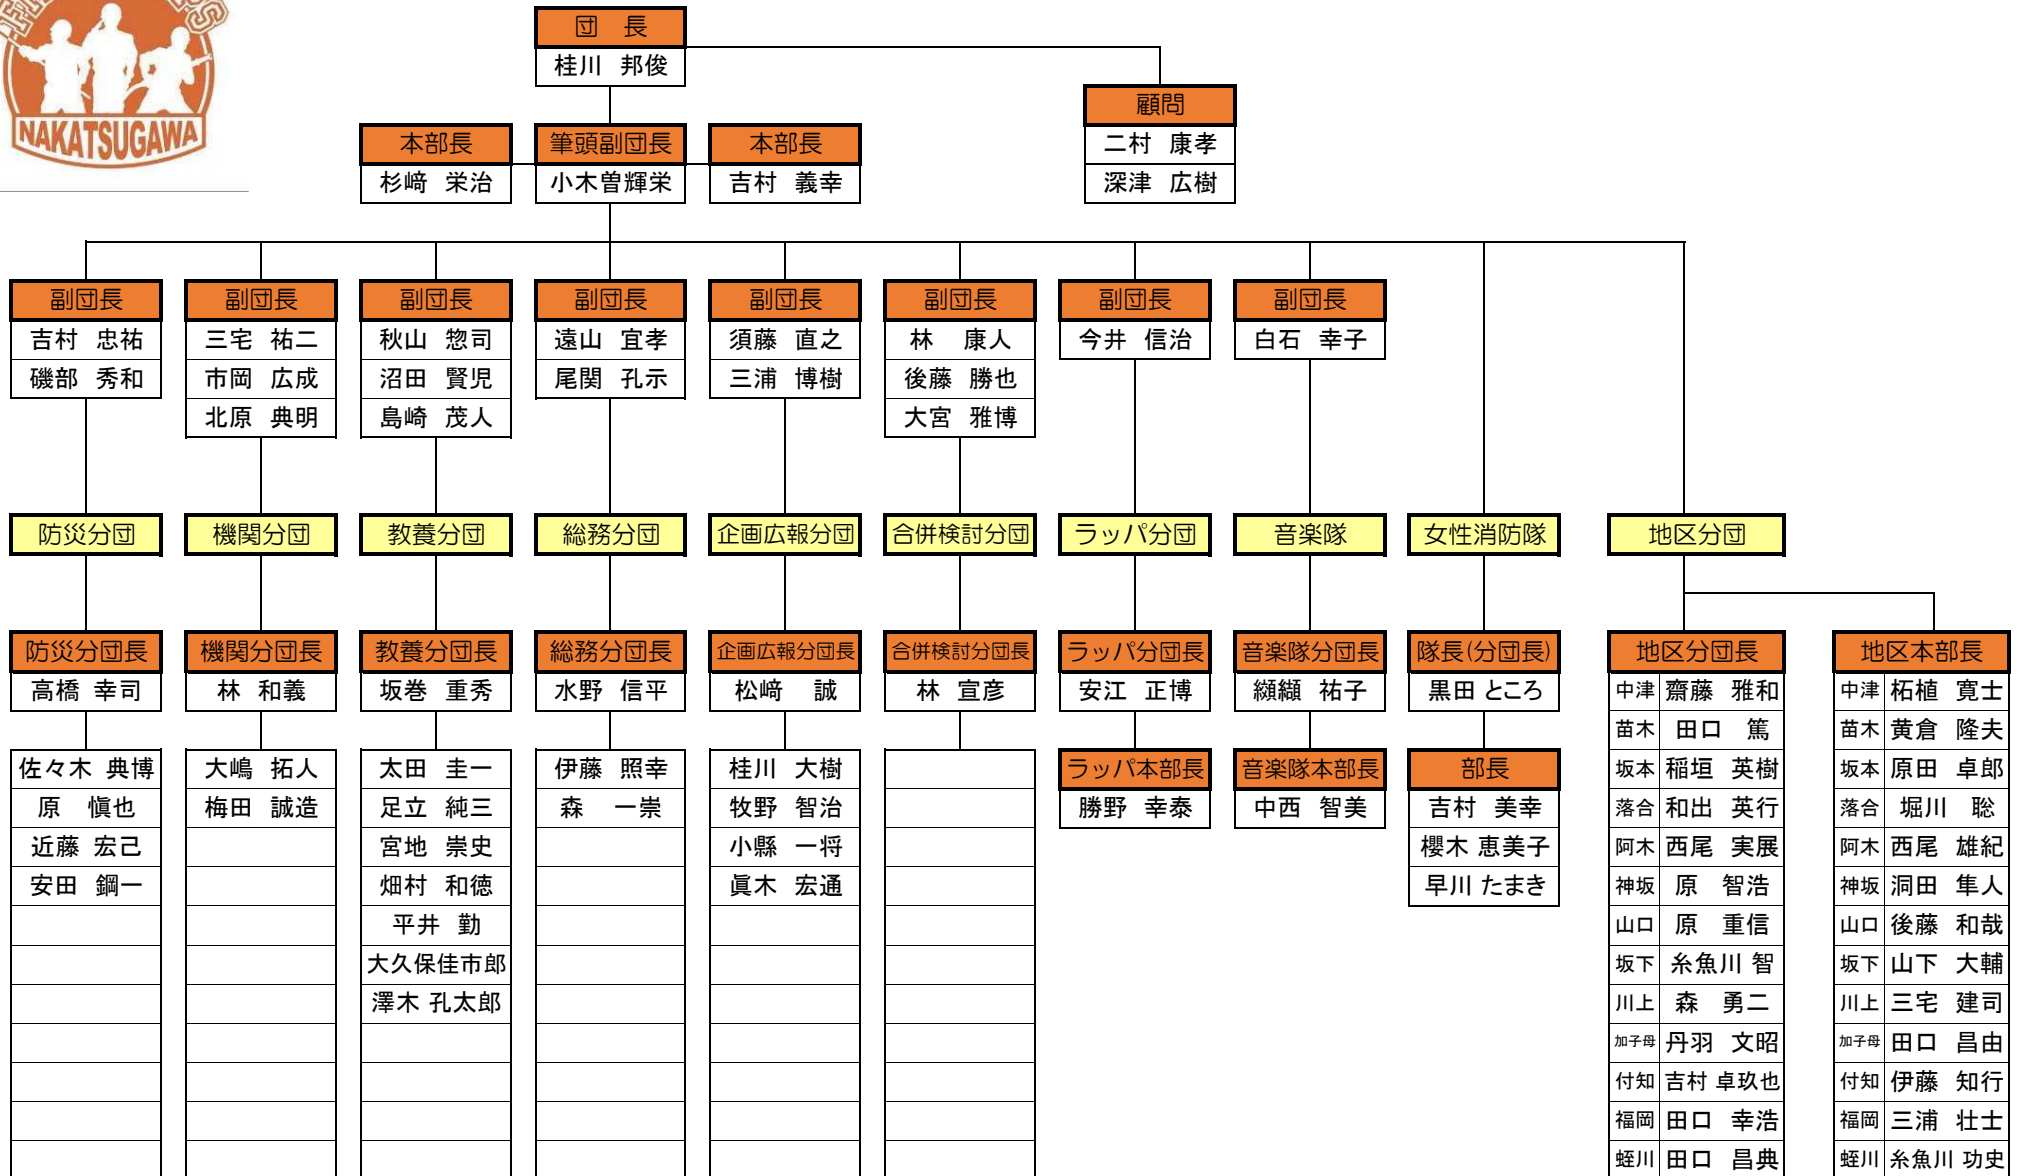 NAKATSUGAWA
団 長
桂川 邦俊
顧問
二村 康孝
深津 広樹
本部長 筆頭副団長 本部長
杉﨑 栄治 小木曽輝栄 吉村 義幸
副団長 副団長 副団長 副団長 副団長 副団長 副団長 副団長
吉村 忠祐 三宅 祐二 秋山 惣司 遠山 宜孝 須藤 直之 林 康人 今井 信治 白石 幸子
磯部 秀和 市岡 広成 沼田 賢児 尾関 孔示 三浦 博樹 後藤 勝也
北原 典明 島崎 茂人 大宮 雅博
防災分団 機関分団 教養分団 総務分団 企画広報分団 合併検討分団 ラッパ分団 音楽隊 女性消防隊 地区分団
防災分団長 機関分団長 教養分団長 総務分団長 企画広報分団長 合併検討分団長 ラッパ分団長 音楽隊分団長 隊長(分団長) 地区分団長 地区本部長
高橋 幸司 林 和義 坂巻 重秀 水野 信平 松﨑 誠 林 宣彦 安江 正博 纐纈 祐子 黒田 ところ 中津 齋藤 雅和 中津 柘植 寛士
苗木 田口 篤 苗木 黄倉 隆夫
佐々木 典博 大嶋 拓人 太田 圭一 伊藤 照幸 桂川 大樹 ラッパ本部長 音楽隊本部長 部長 坂本 稲垣 英樹 坂本 原田 卓郎
原 愼也 梅田 誠造 足立 純三 森 一崇 牧野 智治 勝野 幸泰 中西 智美 吉村 美幸 落合 和出 英行 落合 堀川 聡
近藤 宏己 宮地 崇史 小縣 一将 櫻木 恵美子 阿木 西尾 実展 阿木 西尾 雄紀
安田 鋼一 畑村 和徳 眞木 宏通 早川 たまき 神坂 原 智浩 神坂 洞田 隼人
平井 勤 山口 原 重信 山口 後藤 和哉
大久保佳市郎 坂下 糸魚川 智 坂下 山下 大輔
澤木 孔太郎 川上 森 勇二 川上 三宅 建司
加子母 丹羽 文昭 加子母 田口 昌由
付知 吉村 卓玖也 付知 伊藤 知行
福岡 田口 幸浩 福岡 三浦 壮士
蛭川 田口 昌典 蛭川 糸魚川 功史